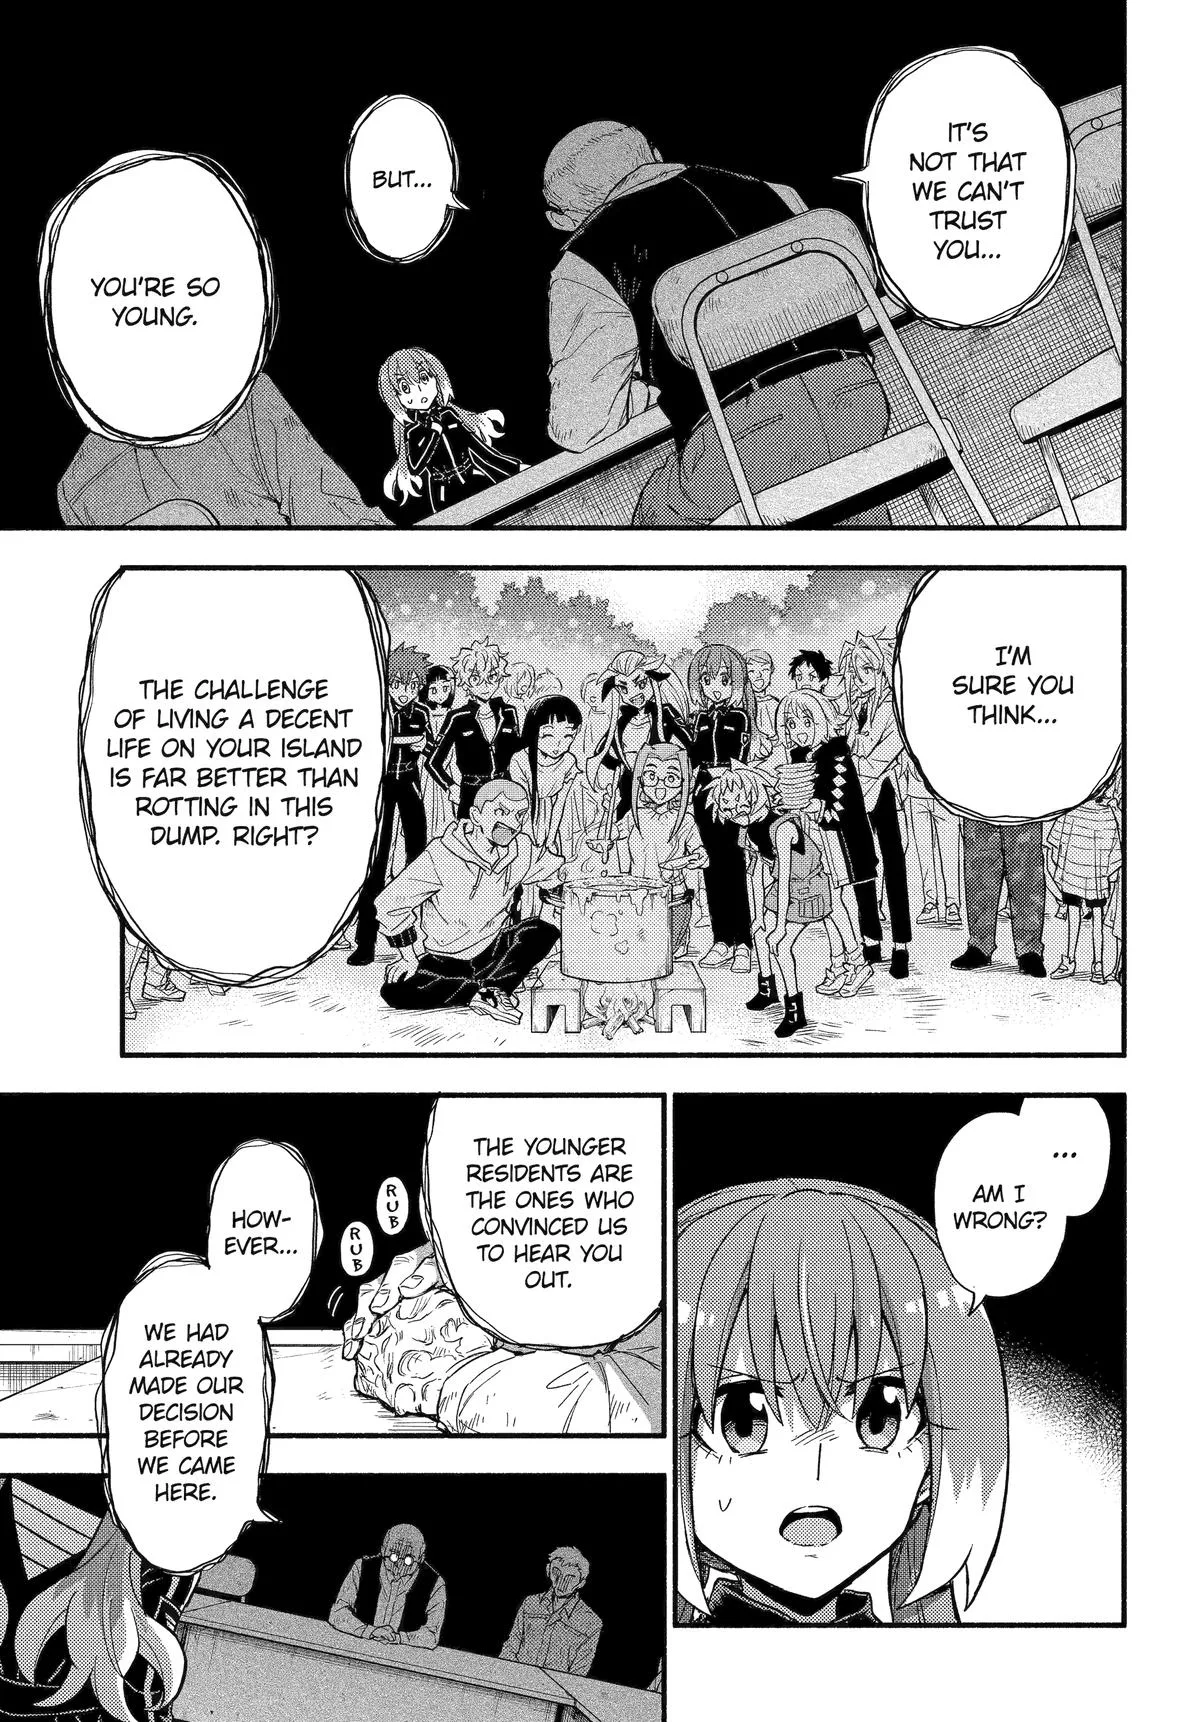 IT'S
NOT THAT
WE CAN'T
TRUST
YOU...
BUT...
YOU'RE SO
YOUNG.
I'M
SURE YOU
THINK...
THE CHALLENGE
OF LIVING A DECENT
LIFE ON YOUR ISLAND
IS FAR BETTER THAN
ROTTING IN THIS
DUMP. RIGHT?
...
AM I
WRONG?
THE YOUNGER
RESIDENTS ARE
THE ONES WHO
CONVINCED US
TO HEAR YOU
OUT.
RUB
RUB
HOW-
EVER...
WE HAD
ALREADY
MADE OUR
DECISION
BEFORE
WE CAME
HERE.